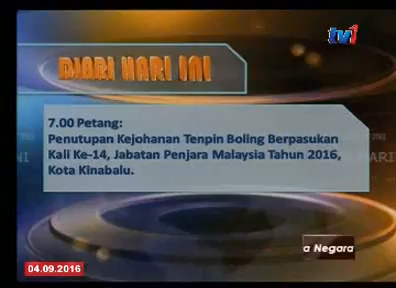 tv1
DIARI HARI INI
7.00 Petang:
Penutupan Kejohanan Tenpin Boling Berpasukan
Kali Ke-14, Jabatan Penjara Malaysia Tahun 2016,
Kota Kinabalu.
a Negara
04.09.2016